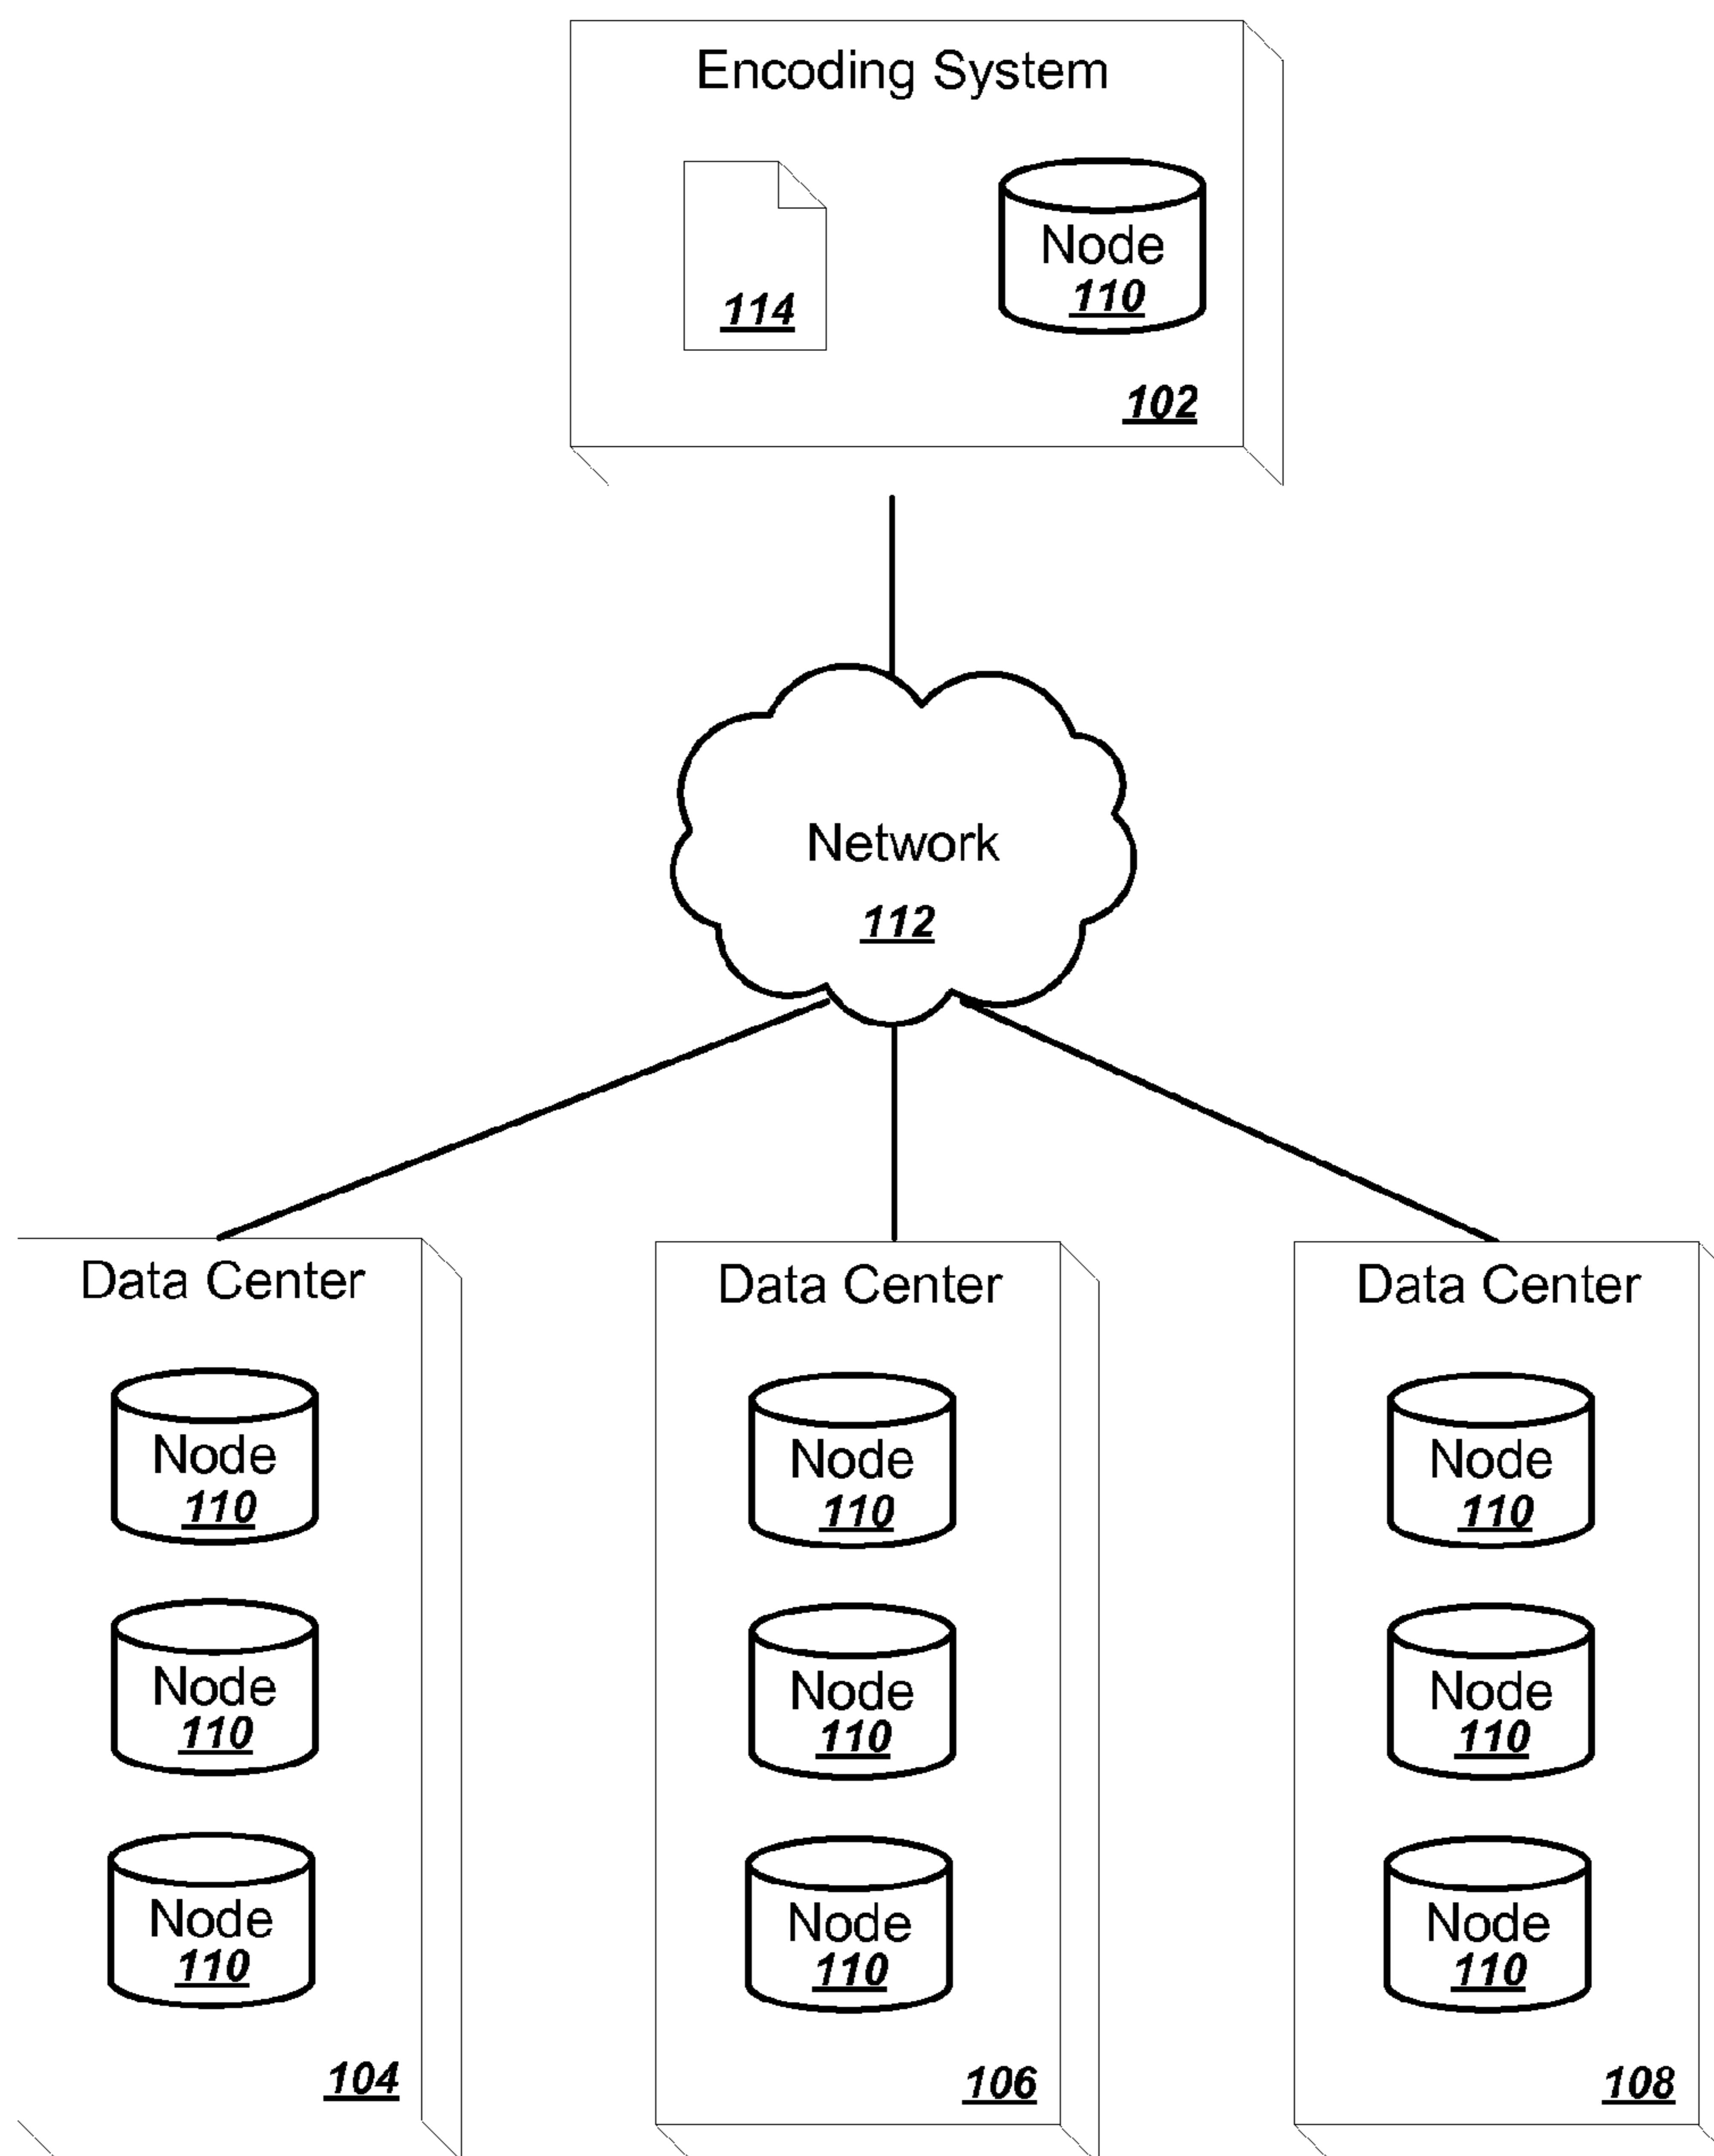 Encoding System
114
Node
110
102
Network
112
Data Center
Node
110
Node
110
Node
110
104
Data Center
Node
110
Node
110
Node
110
106
Data Center
Node
110
Node
110
Node
110
108